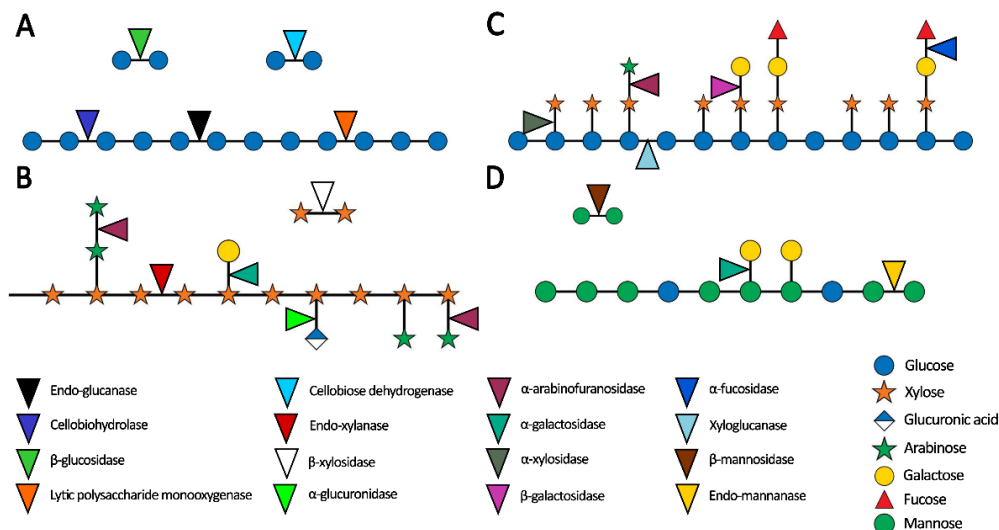 A
C
B
D
Endo-glucanase
Cellobiohydrolase
β-glucosidase
Lytic polysaccharide monooxygenase
Cellobiose dehydrogenase
Endo-xylanase
β-xylosidase
α-glucuronidase
α-arabinofuranosidase
α-galactosidase
α-xylosidase
β-galactosidase
α-fucosidase
Xyloglucanase
β-mannosidase
Endo-mannanase
Glucose
Xylose
Glucuronic acid
Arabinose
Galactose
Fucose
Mannose